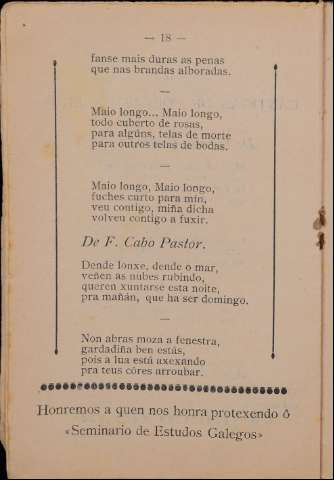 — 18 —
fanse mais duras as penas
que nas brandas alboradas.
—
Maio longo... Maio longo,
todo cuberto de rosas,
para algúns, telas de morte
para outros telas de bodas.
—
Maio longo, Maio longo,
fuches curto para min,
veu contigo, miña dicha
volveu contigo a fuxir.
De F. Cabo Pastor.
Dende lonxe, dende o mar,
veñen as nubes rubindo,
queren xuntarse esta noite,
pra mañán, que ha ser domingo.
—
Non abras moza a fenestra,
gardadiña ben estás,
pois a lua está axexando
pra teus côres arroubar.
Honremos a quen nos honra protexendo ô
«Seminario de Estudos Galegos»